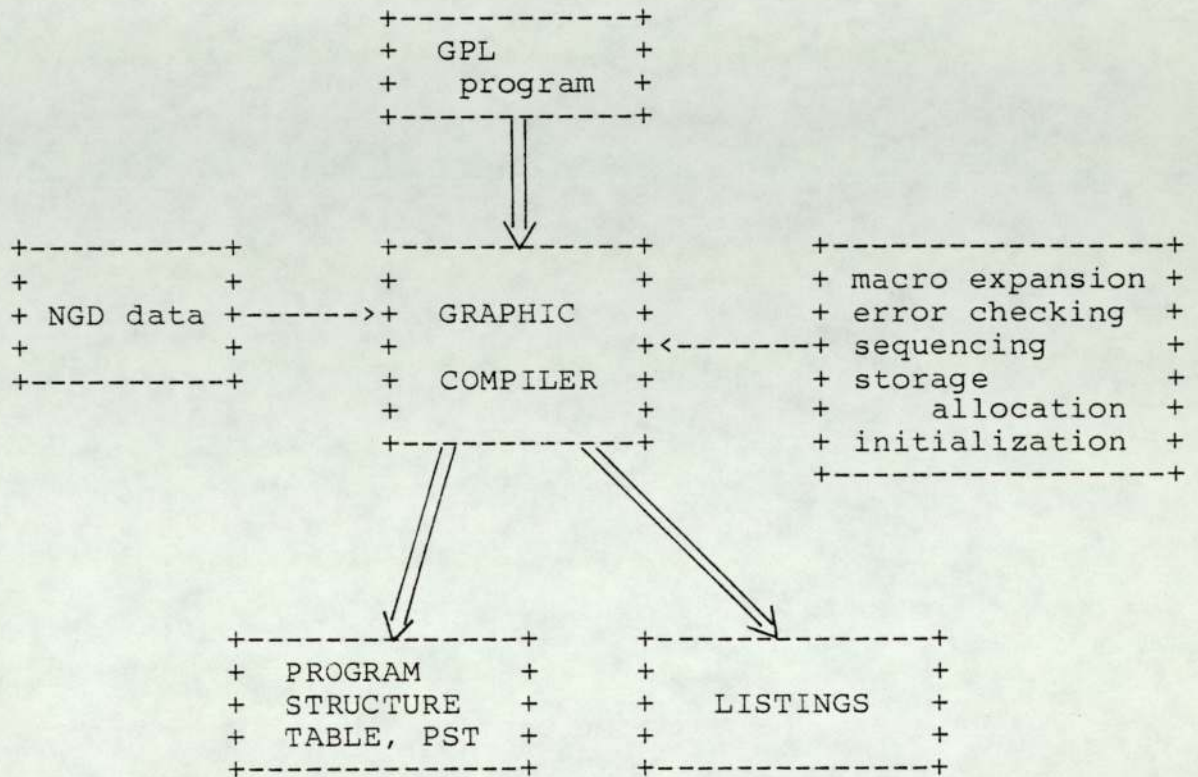 GPL
program
NGD data
GRAPHIC
COMPILER
macro expansion
error checking
sequencing
storage
allocation
initialization
PROGRAM
STRUCTURE
TABLE, PST
LISTINGS